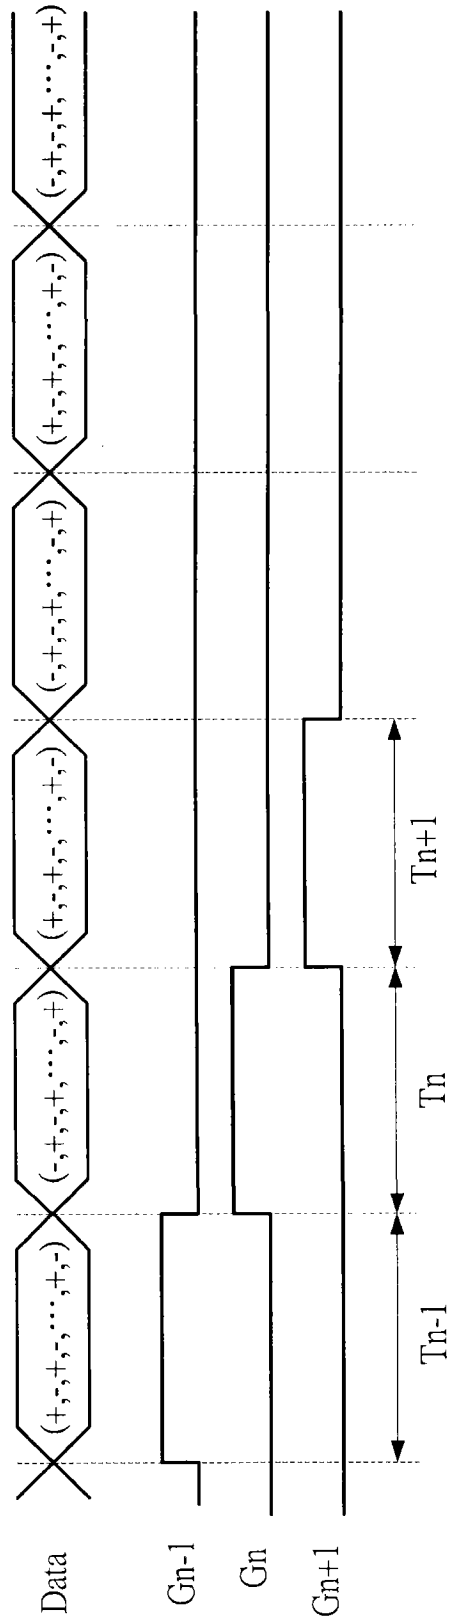 Data (+,-,+,-,⋯,+,-) (-,+,-,+,⋯,-,+) (+,-,+,-,⋯,+,-) (-,+,-,+,⋯,-,+) (+,-,+,-,⋯,+,-) (-,+,-,+,⋯,-,+)
Gn-1
Gn
Gn+1
Tn-1 Tn Tn+1